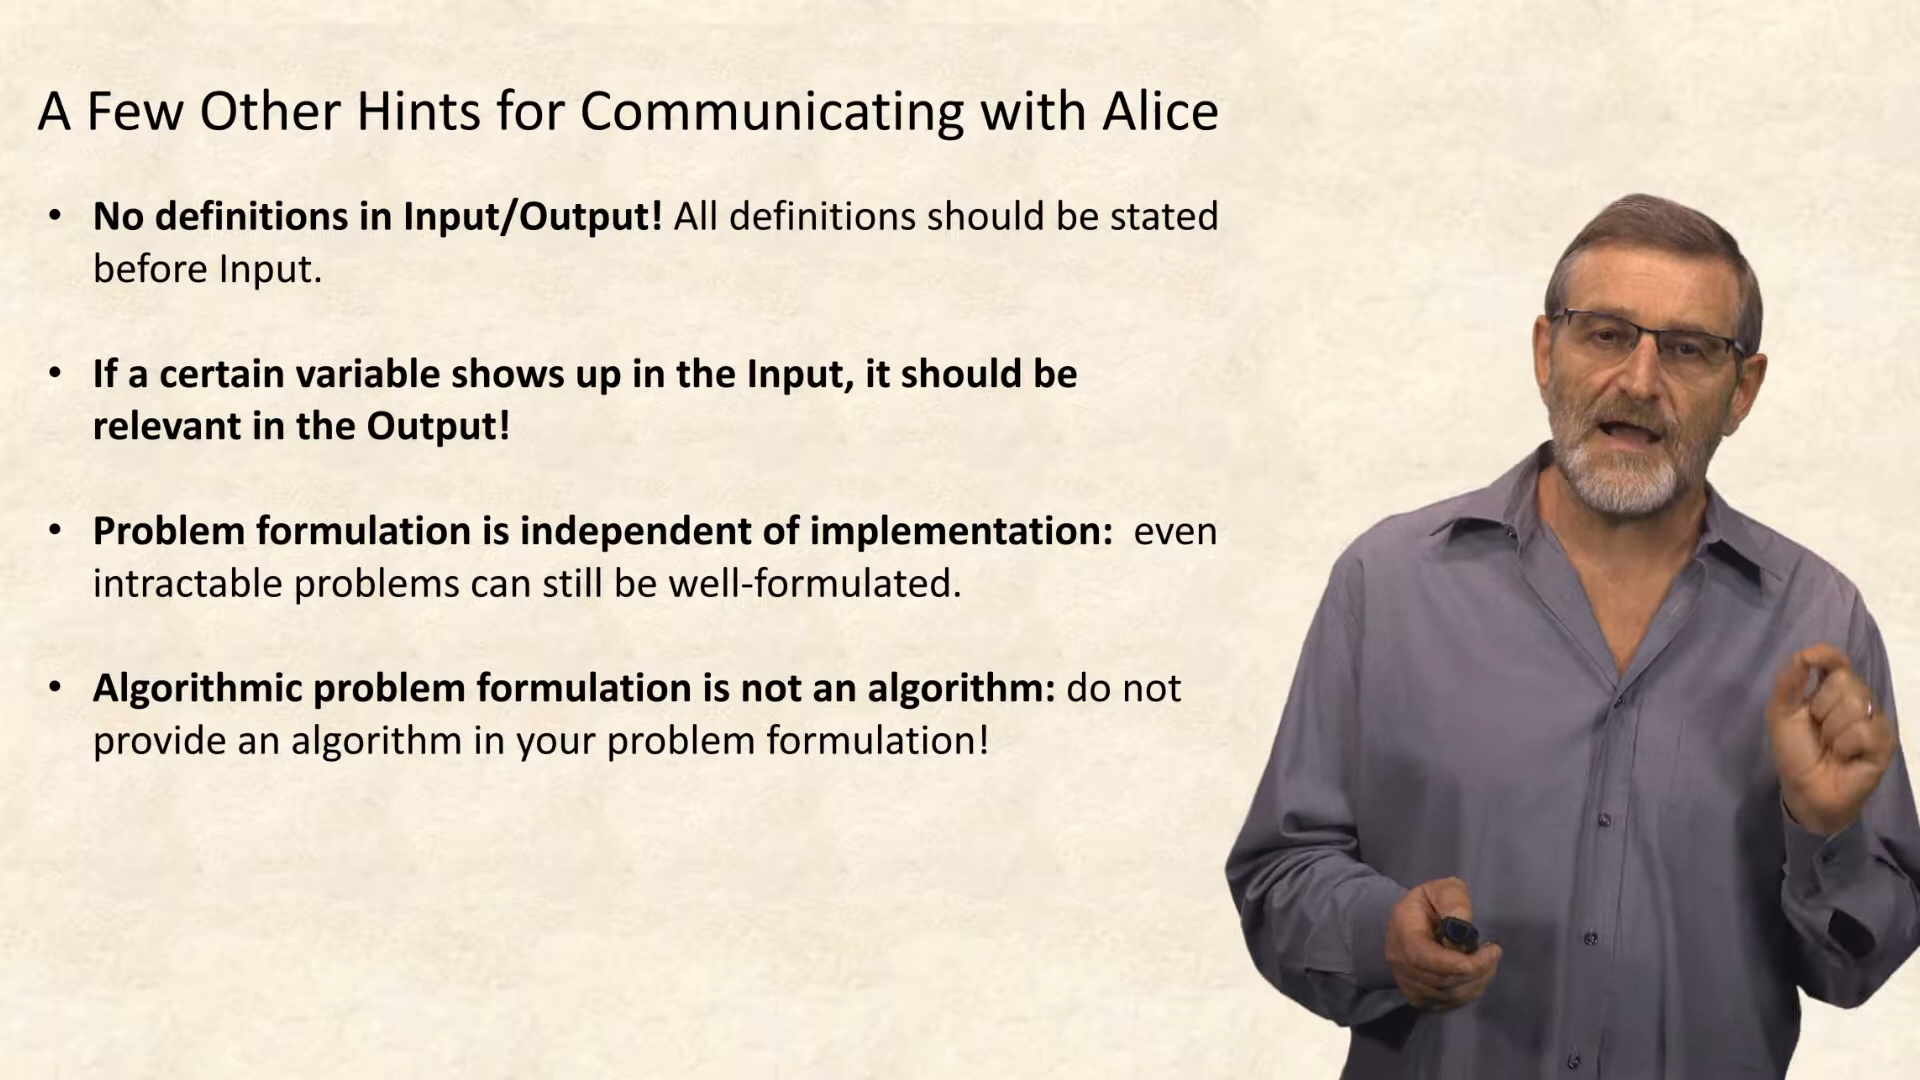 A Few Other Hints for Communicating with Alice
• No definitions in Input/Output! All definitions should be stated
before Input.
• If a certain variable shows up in the Input, it should be
relevant in the Output!
• Problem formulation is independent of implementation: even
intractable problems can still be well-formulated.
• Algorithmic problem formulation is not an algorithm: do not
provide an algorithm in your problem formulation!